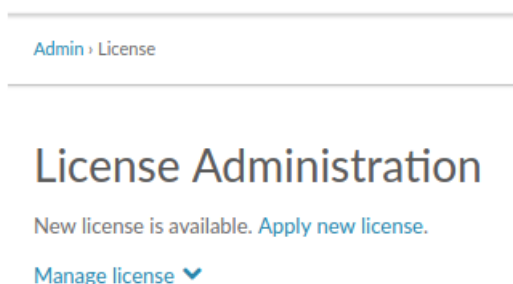 Admin › License
License Administration
New license is available. Apply new license.
Manage license